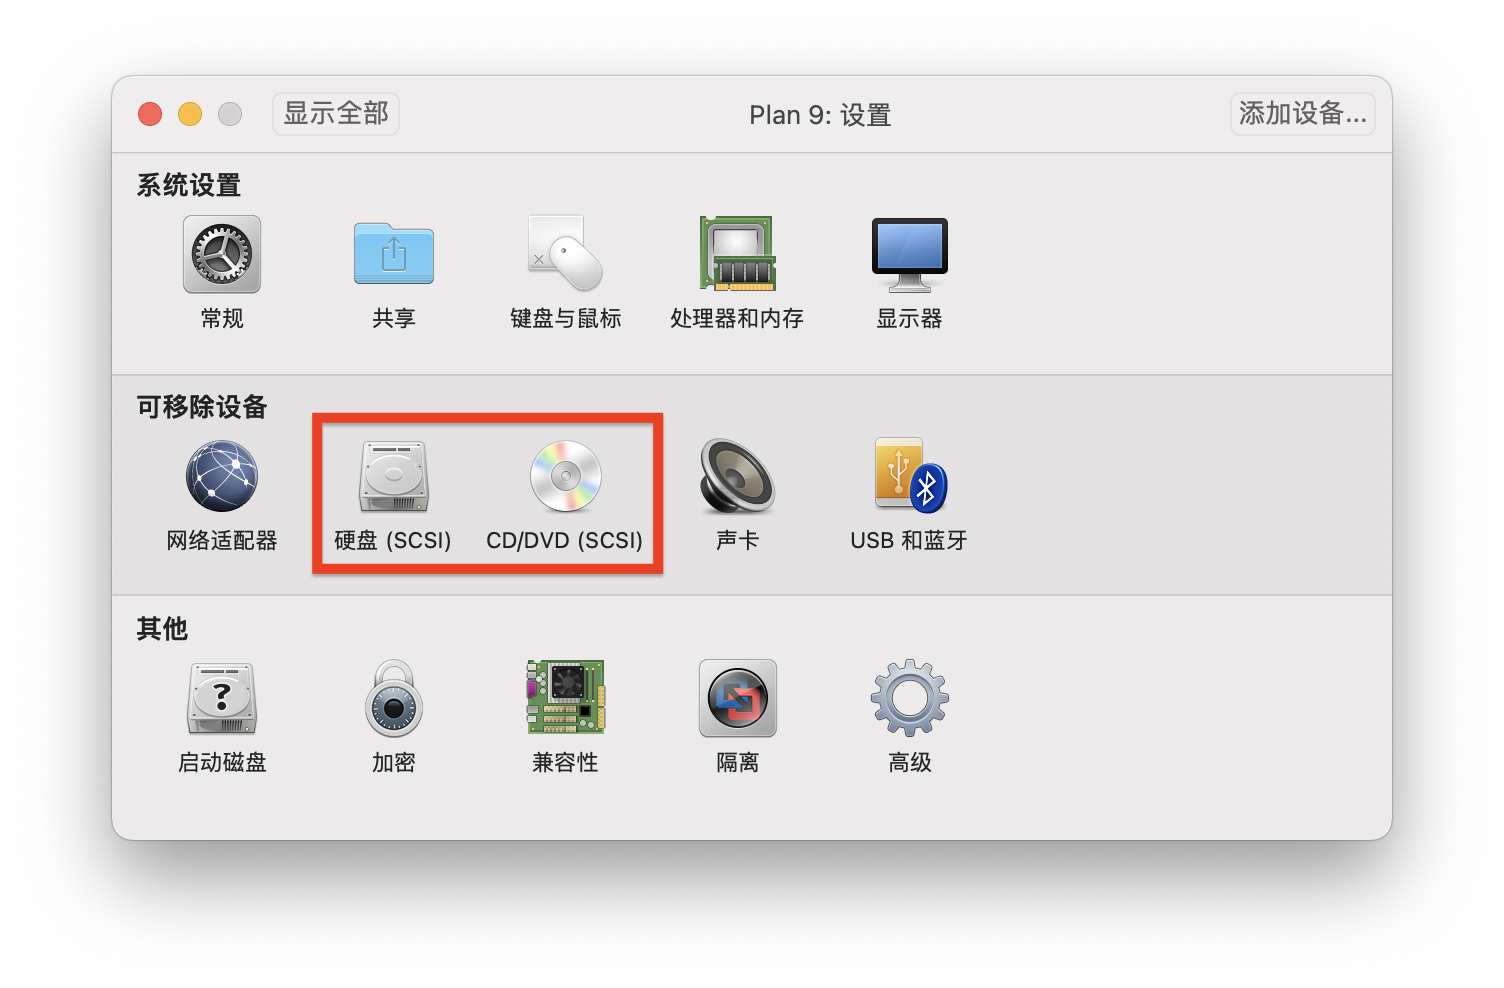 显示全部
Plan 9: 设置
添加设备...
系统设置
常规
共享
键盘与鼠标
处理器和内存
显示器
可移除设备
网络适配器
硬盘 (SCSI)
CD/DVD (SCSI)
声卡
USB 和蓝牙
其他
启动磁盘
加密
兼容性
隔离
高级